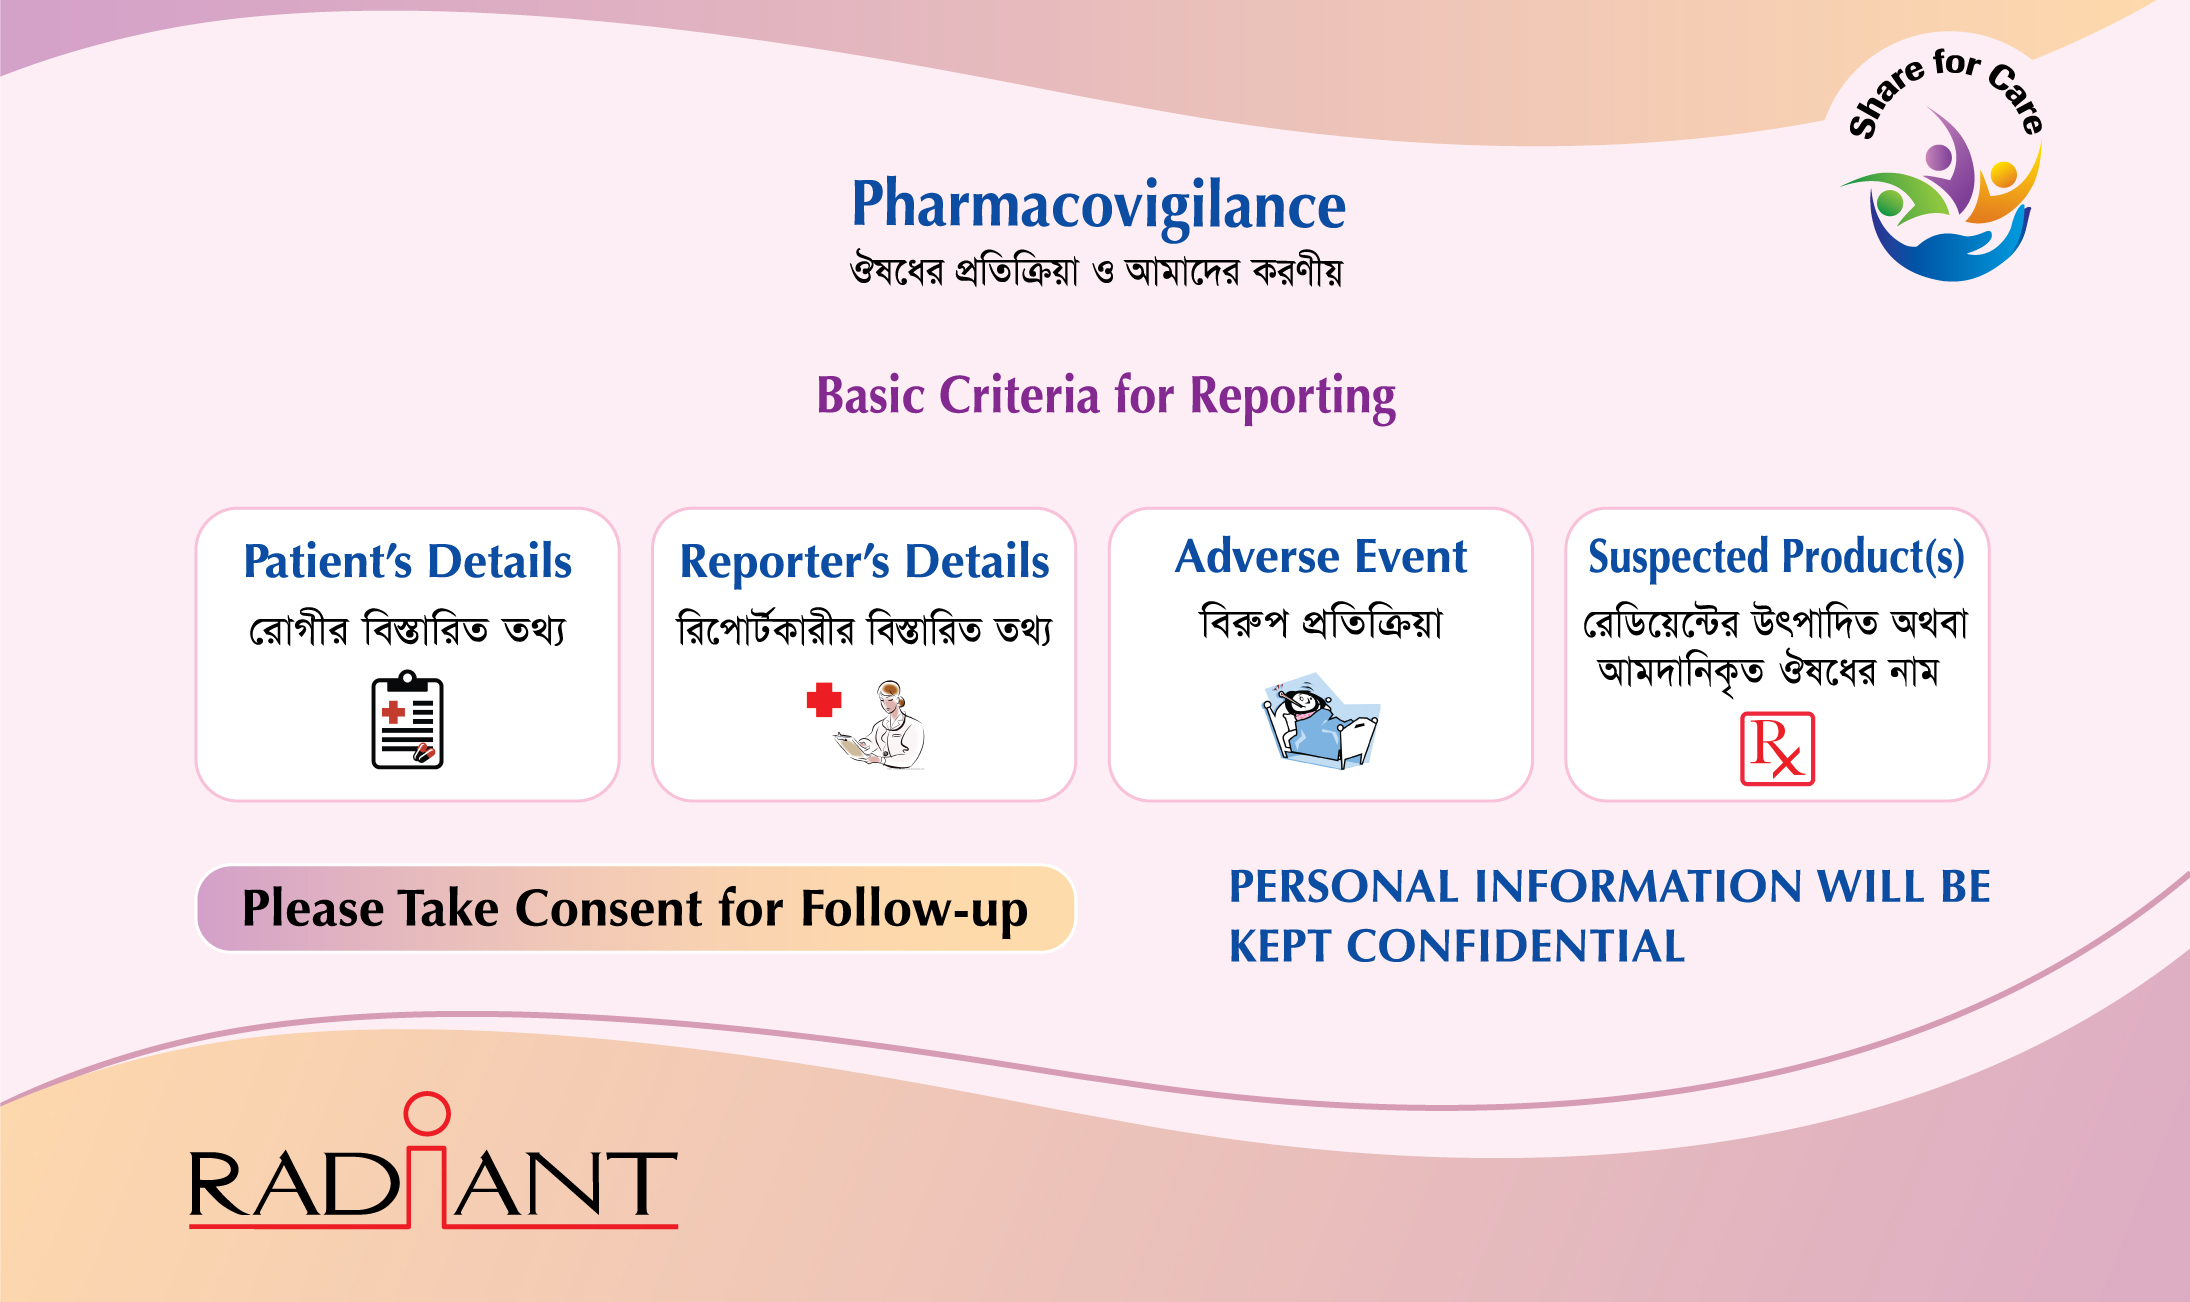 Share for Care
Pharmacovigilance
ঔষধের প্রতিক্রিয়া ও আমাদের করণীয়
Basic Criteria for Reporting
Patient’s Details
রোগীর বিস্তারিত তথ্য
Reporter’s Details
রিপোর্টকারীর বিস্তারিত তথ্য
Adverse Event
বিরুপ প্রতিক্রিয়া
Suspected Product(s)
রেডিয়েন্টের উৎপাদিত অথবা
আমদানিকৃত ঔষধের নাম
Rx
Please Take Consent for Follow-up
PERSONAL INFORMATION WILL BE
KEPT CONFIDENTIAL
RADiANT